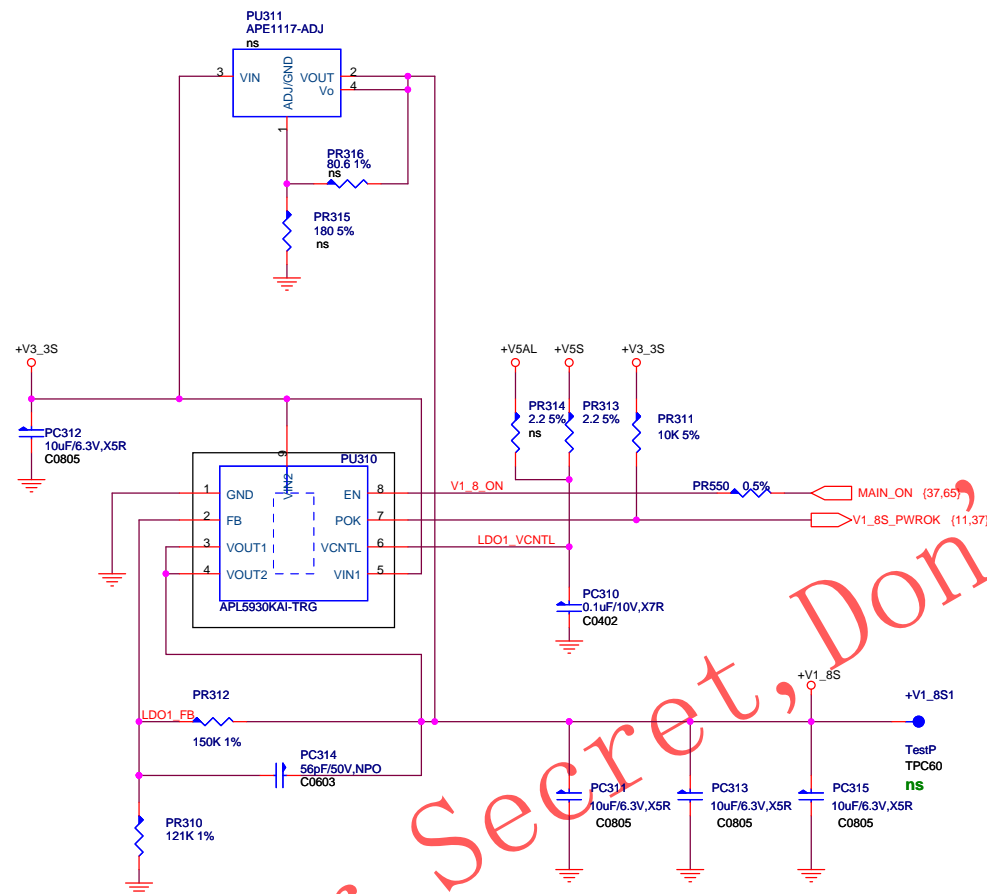 PU311
APE1117-ADJ
ns
3
VIN
VOUT
2
Vo
4
ADJ/GND
1
PR316
80.6 1%
ns
PR315
180 5%
ns
+V3_3S
+V5AL
+V5S
+V3_3S
PC312
10uF/6.3V,X5R
C0805
PR314
2.2 5%
ns
PR313
2.2 5%
PR311
10K 5%
9
VIN2
PU310
1
GND
EN
8
V1_8_ON
PR550
0.5%
MAIN_ON {37,65}
2
FB
POK
7
V1_8S_PWROK {11,37}
3
VOUT1
VCNTL
6
LDO1_VCNTL
4
VOUT2
VIN1
5
APL5930KAI-TRG
PC310
0.1uF/10V,X7R
C0402
PR312
LDO1_FB
150K 1%
+V1_8S
+V1_8S1
TestP
TPC60
ns
PC314
56pF/50V,NPO
C0603
PC311
10uF/6.3V,X5R
C0805
PC313
10uF/6.3V,X5R
C0805
PC315
10uF/6.3V,X5R
C0805
PR310
121K 1%
Secret, Don'